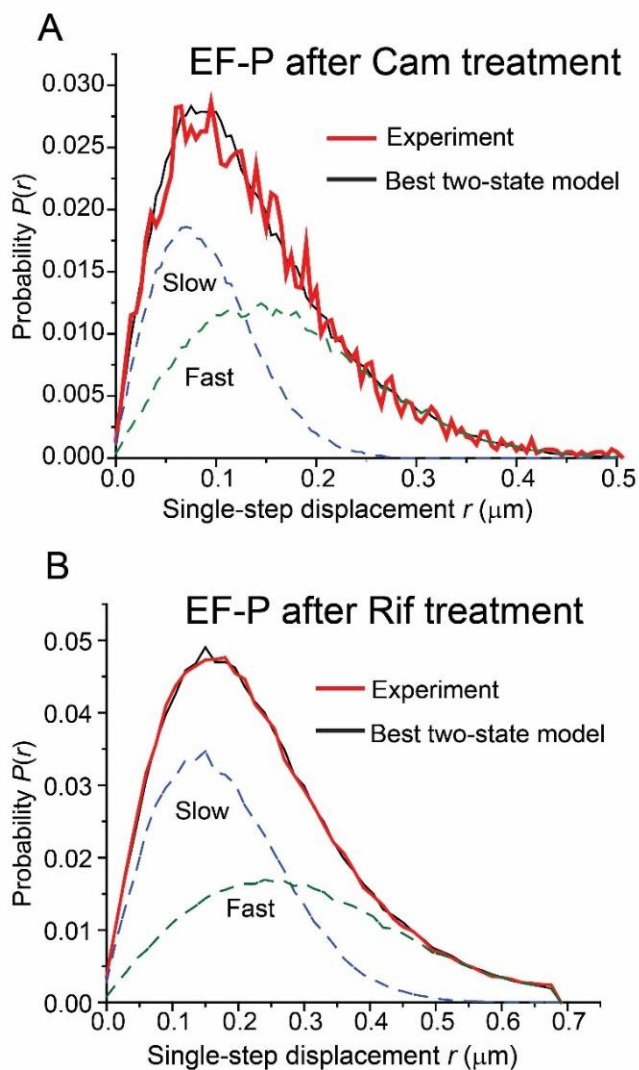 A
EF-P after Cam treatment
Experiment
Best two-state model
Slow
Fast
Probability P(r)
0.030
0.025
0.020
0.015
0.010
0.005
0.000
0.0 0.1 0.2 0.3 0.4 0.5
Single-step displacement r (μm)
B
EF-P after Rif treatment
Experiment
Best two-state model
Slow
Fast
Probability P(r)
0.05
0.04
0.03
0.02
0.01
0.00
0.0 0.1 0.2 0.3 0.4 0.5 0.6 0.7
Single-step displacement r (μm)